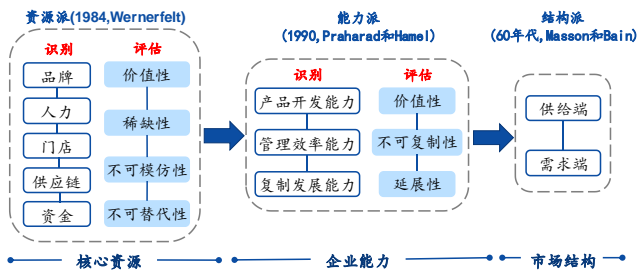 资源派(1984,Wernerfelt)
识别
评估
品牌
人力
门店
供应链
资金
价值性
稀缺性
不可模仿性
不可替代性
核心资源
能力派
(1990,Praharad和Hamel)
识别
评估
产品开发能力
管理效率能力
复制发展能力
价值性
不可复制性
延展性
企业能力
结构派
(60年代,Masson和Bain)
供给端
需求端
市场结构